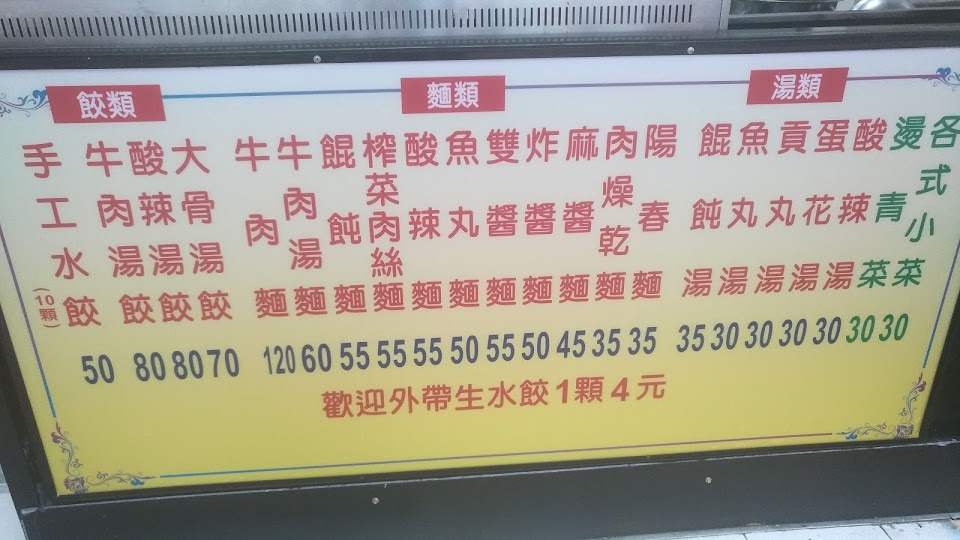 餃類
手工水餃(10顆) 50
牛肉湯餃 80
酸辣湯餃 80
大骨湯餃 70
麵類
牛肉麵 120
牛肉湯麵 60
餛飩麵 55
榨菜肉絲麵 55
酸辣麵 55
魚丸麵 50
雙醬麵 55
炸醬麵 50
麻醬麵 45
肉燥乾麵 35
陽春麵 35
湯類
餛飩湯 35
魚丸湯 30
貢丸湯 30
蛋花湯 30
酸辣湯 30
燙青菜 30
各式小菜 30
歡迎外帶生水餃1顆4元